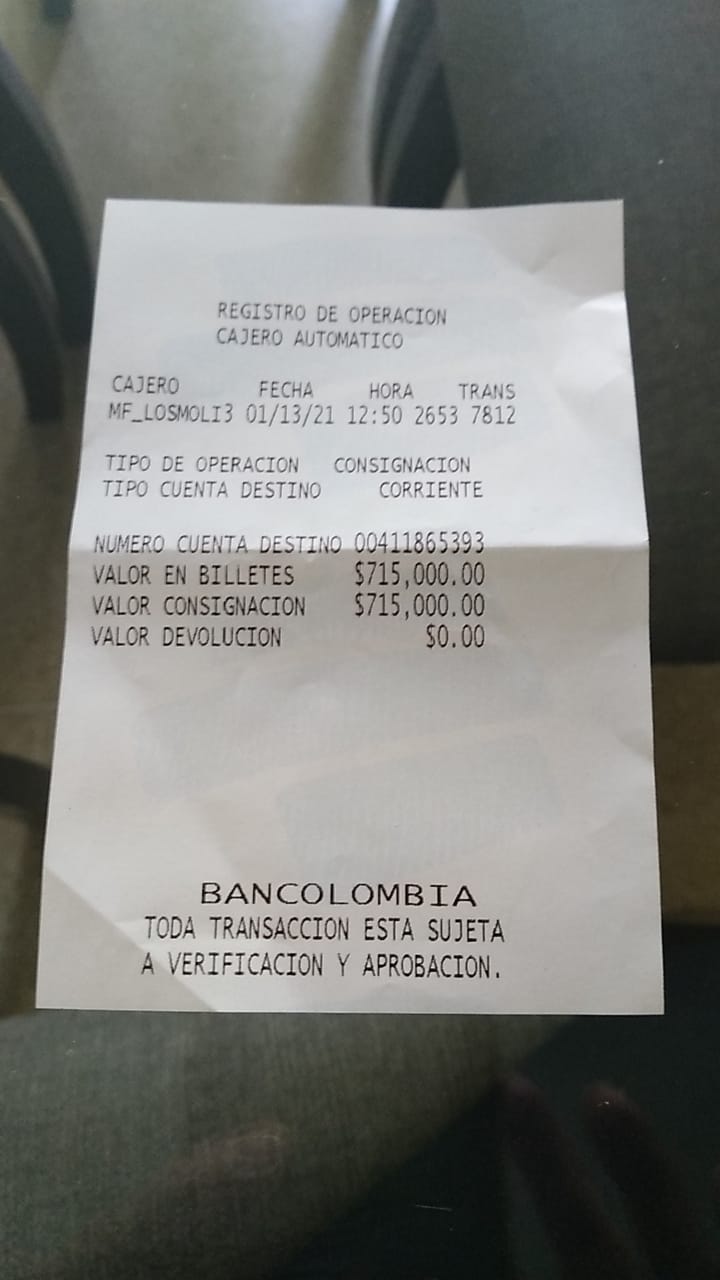 REGISTRO DE OPERACION
CAJERO AUTOMATICO
CAJERO FECHA HORA TRANS
MF_LOSMOLI3 01/13/21 12:50 2653 7812
TIPO DE OPERACION CONSIGNACION
TIPO CUENTA DESTINO CORRIENTE
NUMERO CUENTA DESTINO 00411865393
VALOR EN BILLETES $715,000.00
VALOR CONSIGNACION $715,000.00
VALOR DEVOLUCION $0.00
BANCOLOMBIA
TODA TRANSACCION ESTA SUJETA
A VERIFICACION Y APROBACION.